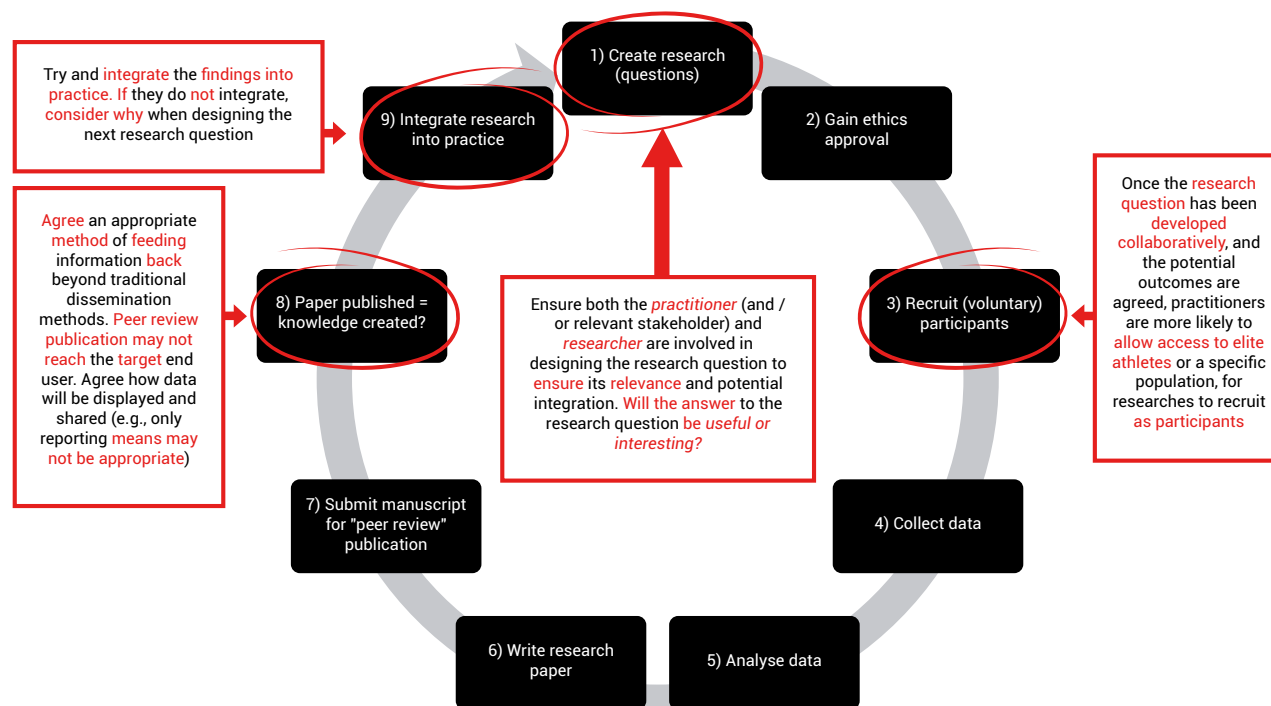 1) Create research
(questions)
2) Gain ethics
approval
3) Recruit (voluntary)
participants
4) Collect data
5) Analyse data
6) Write research
paper
7) Submit manuscript
for "peer review"
publication
8) Paper published =
knowledge created?
9) Integrate research
into practice
Try and integrate the findings into
practice. If they do not integrate,
consider why when designing the
next research question
Agree an appropriate
method of feeding
information back
beyond traditional
dissemination
methods. Peer review
publication may not
reach the target end
user. Agree how data
will be displayed and
shared (e.g., only
reporting means may
not be appropriate)
Ensure both the practitioner (and /
or relevant stakeholder) and
researcher are involved in
designing the research question to
ensure its relevance and potential
integration. Will the answer to the
research question be useful or
interesting?
Once the research
question has been
developed
collaboratively, and
the potential
outcomes are
agreed, practitioners
are more likely to
allow access to elite
athletes or a specific
population, for
researches to recruit
as participants